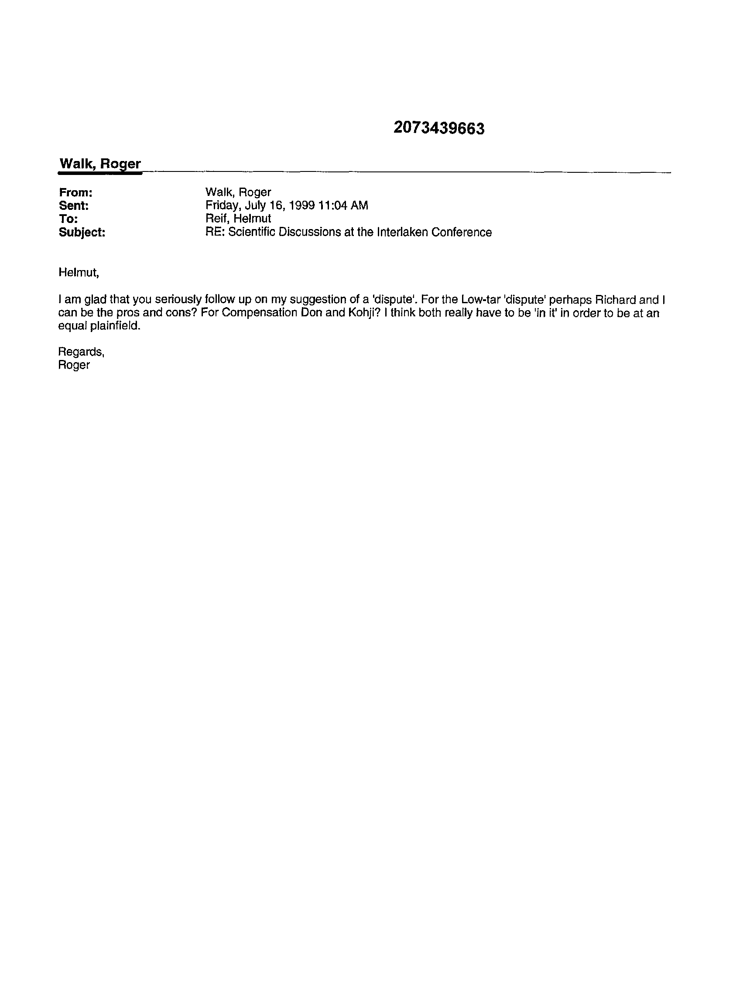 2073439663
Walk, Roger
From: Walk, Roger
Sent: Friday, July 16, 1999 11:04 AM
To: Reif, Helmut
Subject: RE: Scientific Discussions at the Interlaken Conference
Helmut,
I am glad that you seriously follow up on my suggestion of a 'dispute'. For the Low-tar 'dispute' perhaps Richard and I
can be the pros and cons? For Compensation Don and Kohji? I think both really have to be 'in it' in order to be at an
equal plainfield.
Regards,
Roger